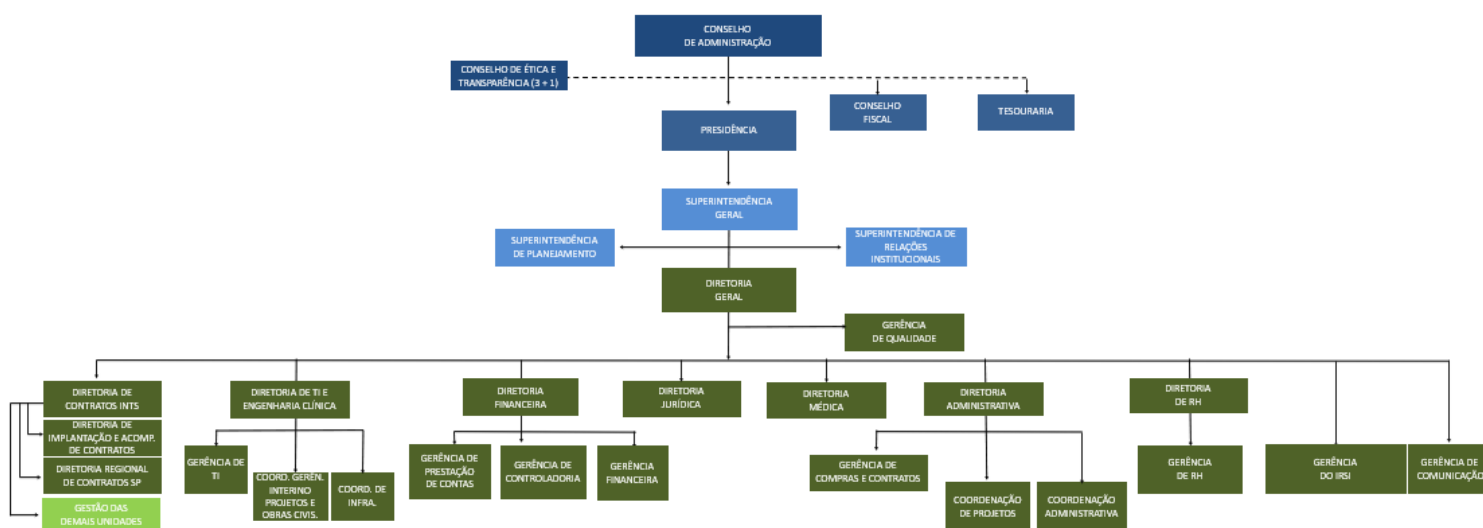 CONSELHO
DE ADMINISTRAÇÃO
CONSELHO DE ÉTICA E
TRANSPARÊNCIA (3 + 1)
CONSELHO
FISCAL
TESOURARIA
PRESIDÊNCIA
SUPERINTENDÊNCIA
GERAL
SUPERINTENDÊNCIA
DE PLANEJAMENTO
SUPERINTENDÊNCIA DE
RELAÇÕES
INSTITUCIONAIS
DIRETORIA
GERAL
GERÊNCIA
DE QUALIDADE
DIRETORIA DE
CONTRATOS INTS
DIRETORIA DE TI E
ENGENHARIA CLÍNICA
DIRETORIA
FINANCEIRA
DIRETORIA
JURÍDICA
DIRETORIA
MÉDICA
DIRETORIA
ADMINISTRATIVA
DIRETORIA
DE RH
DIRETORIA DE
IMPLANTAÇÃO E ACOMP.
DE CONTRATOS
DIRETORIA REGIONAL
DE CONTRATOS SP
GESTÃO DAS
DEMAIS UNIDADES
GERÊNCIA DE
TI
COORD. GERÊN.
INTERINO
PROJETOS E
OBRAS CIVIS.
COORD. DE
INFRA.
GERÊNCIA DE
PRESTAÇÃO
DE CONTAS
GERÊNCIA DE
CONTROLADORIA
GERÊNCIA
FINANCEIRA
GERÊNCIA DE
COMPRAS E CONTRATOS
COORDENAÇÃO
DE PROJETOS
COORDENAÇÃO
ADMINISTRATIVA
GERÊNCIA
DE RH
GERÊNCIA
DO IRSI
GERÊNCIA DE
COMUNICAÇÃO